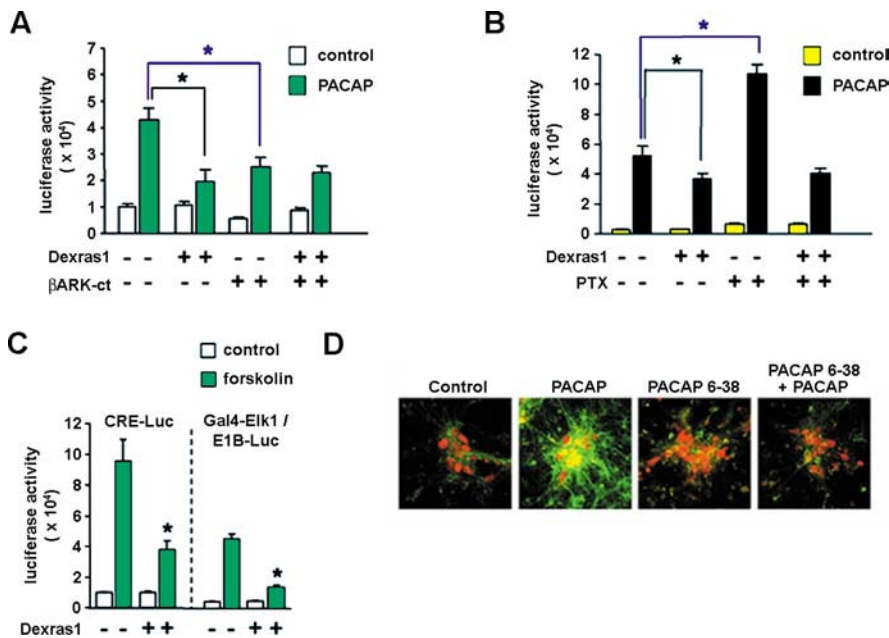 A
luciferase activity
( x 10⁴)
7
6
5
4
3
2
1
0
*
*
control
PACAP
Dexras1 - - + + - - + +
βARK-ct - - - - + + + +
B
luciferase activity
( x 10⁴)
12
10
8
6
4
2
0
*
*
control
PACAP
Dexras1 - - + + - - + +
PTX - - - - + + + +
C
control
forskolin
CRE-Luc
Gal4-Elk1 /
E1B-Luc
luciferase activity
( x 10⁴)
12
10
8
6
4
2
0
*
*
Dexras1 - - + + - - + +
D
Control
PACAP
PACAP 6-38
PACAP 6-38
+ PACAP